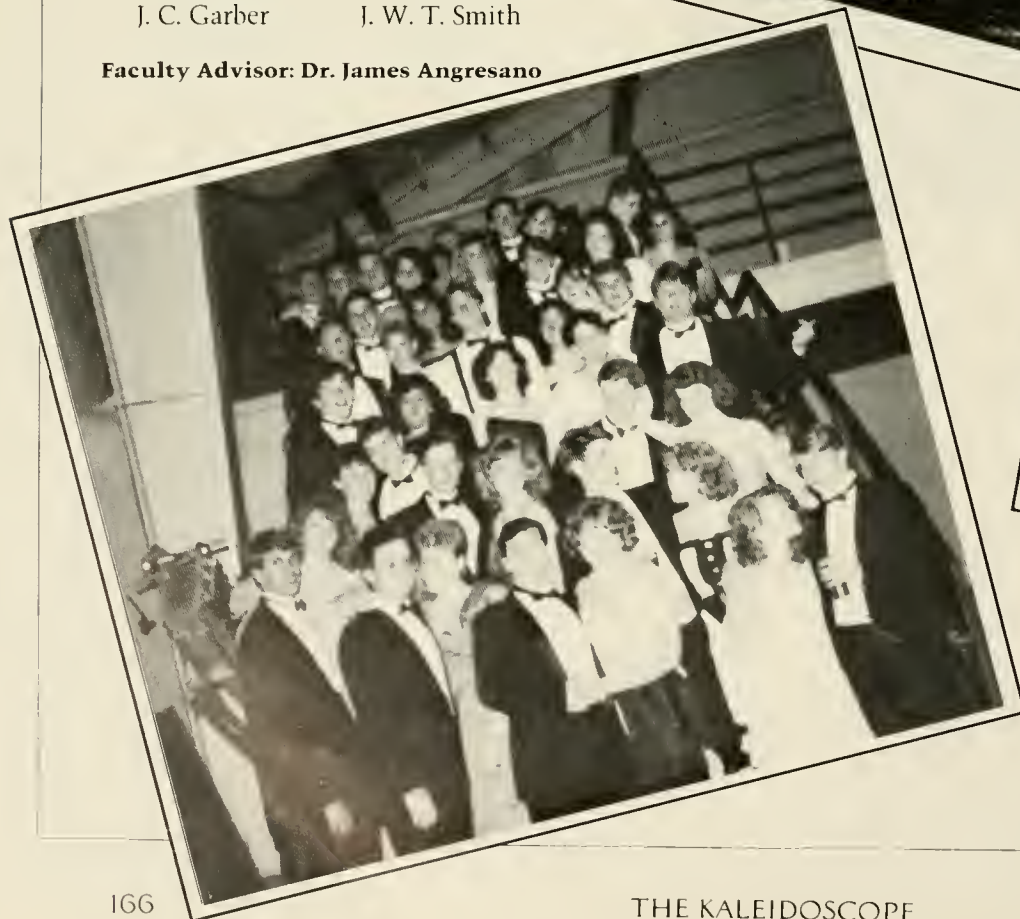 J. C. Garber J. W. T. Smith
Faculty Advisor: Dr. James Angresano
166 THE KALEIDOSCOPE